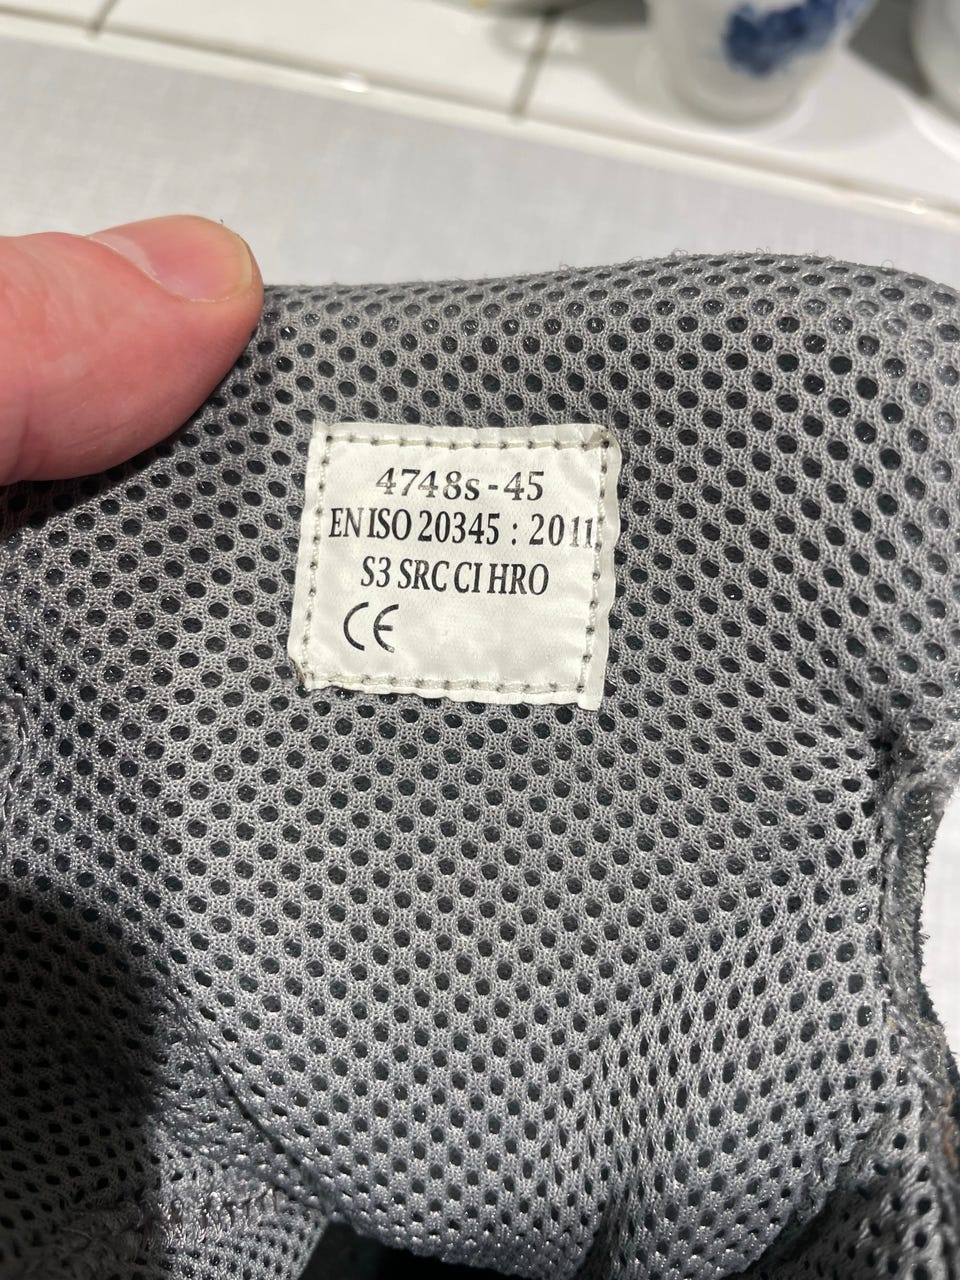 4748s-45
EN ISO 20345 : 2011
S3 SRC CI HRO
CE